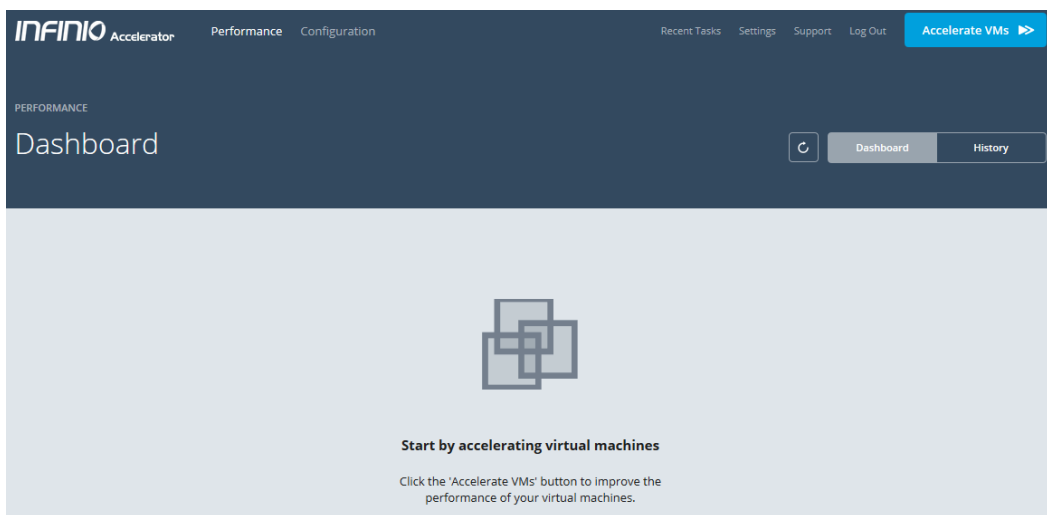 INFINIO Accelerator Performance Configuration Recent Tasks Settings Support Log Out Accelerate VMs
PERFORMANCE
Dashboard
Dashboard History
Start by accelerating virtual machines
Click the 'Accelerate VMs' button to improve the
performance of your virtual machines.